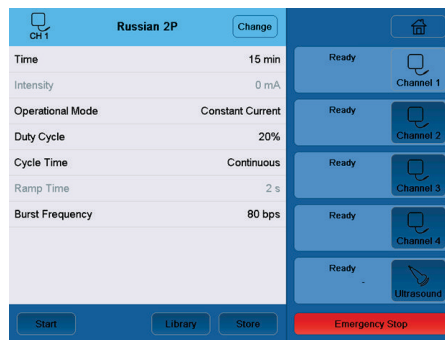 CH 1
Russian 2P
Change
Time 15 min
Intensity 0 mA
Operational Mode Constant Current
Duty Cycle 20%
Cycle Time Continuous
Ramp Time 2 s
Burst Frequency 80 bps
Start
Library
Store
Ready
Channel 1
Ready
Channel 2
Ready
Channel 3
Ready
Channel 4
Ready
-
Ultrasound
Emergency Stop